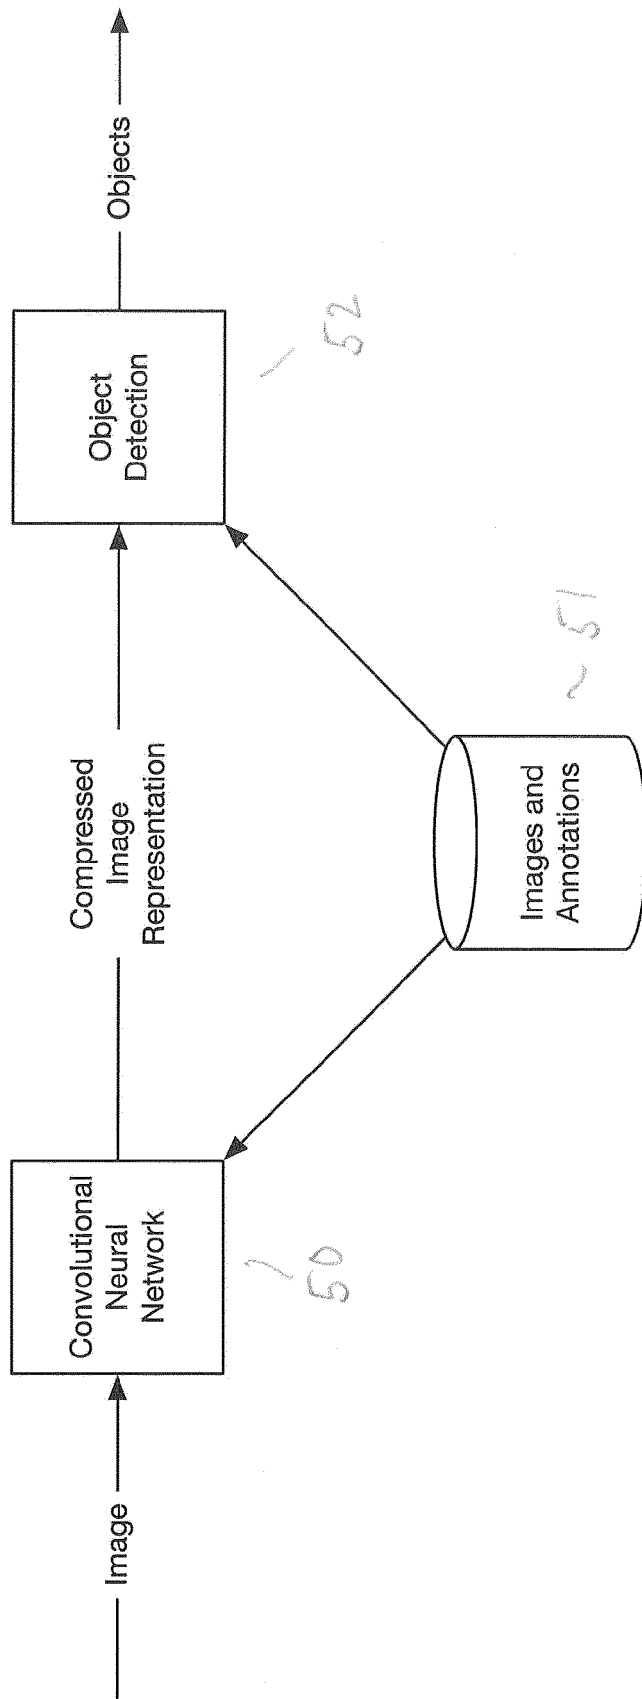 Image
Convolutional
Neural
Network
50
Compressed
Image
Representation
Object
Detection
52
Objects
Images and
Annotations
51